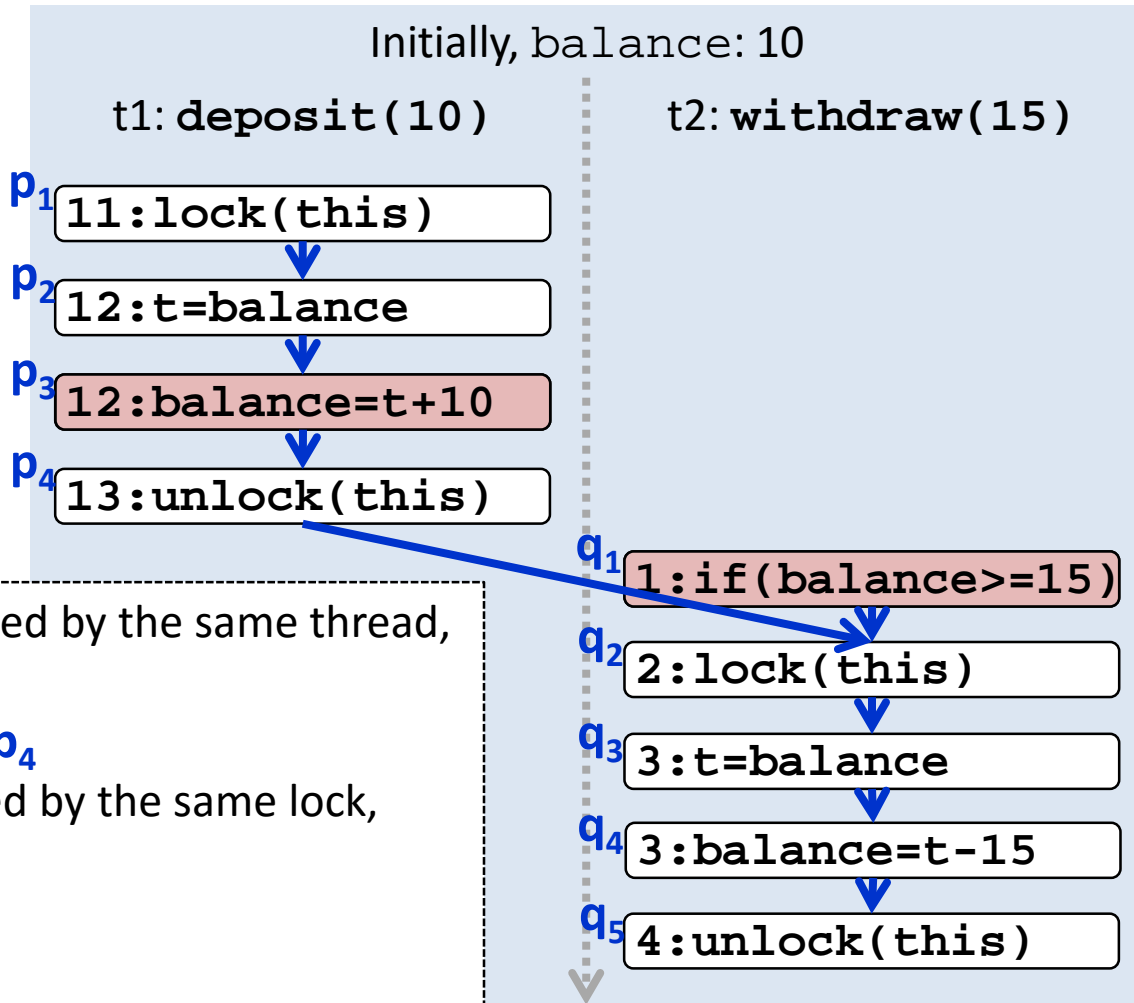 Initially, balance: 10
t1: deposit(10)
t2: withdraw(15)
p1
11:lock(this)
p2
12:t=balance
p3
12:balance=t+10
p4
13:unlock(this)
q1
1:if(balance>=15)
q2
2:lock(this)
q3
3:t=balance
q4
3:balance=t-15
q5
4:unlock(this)
ed by the same thread,
p4
ed by the same lock,